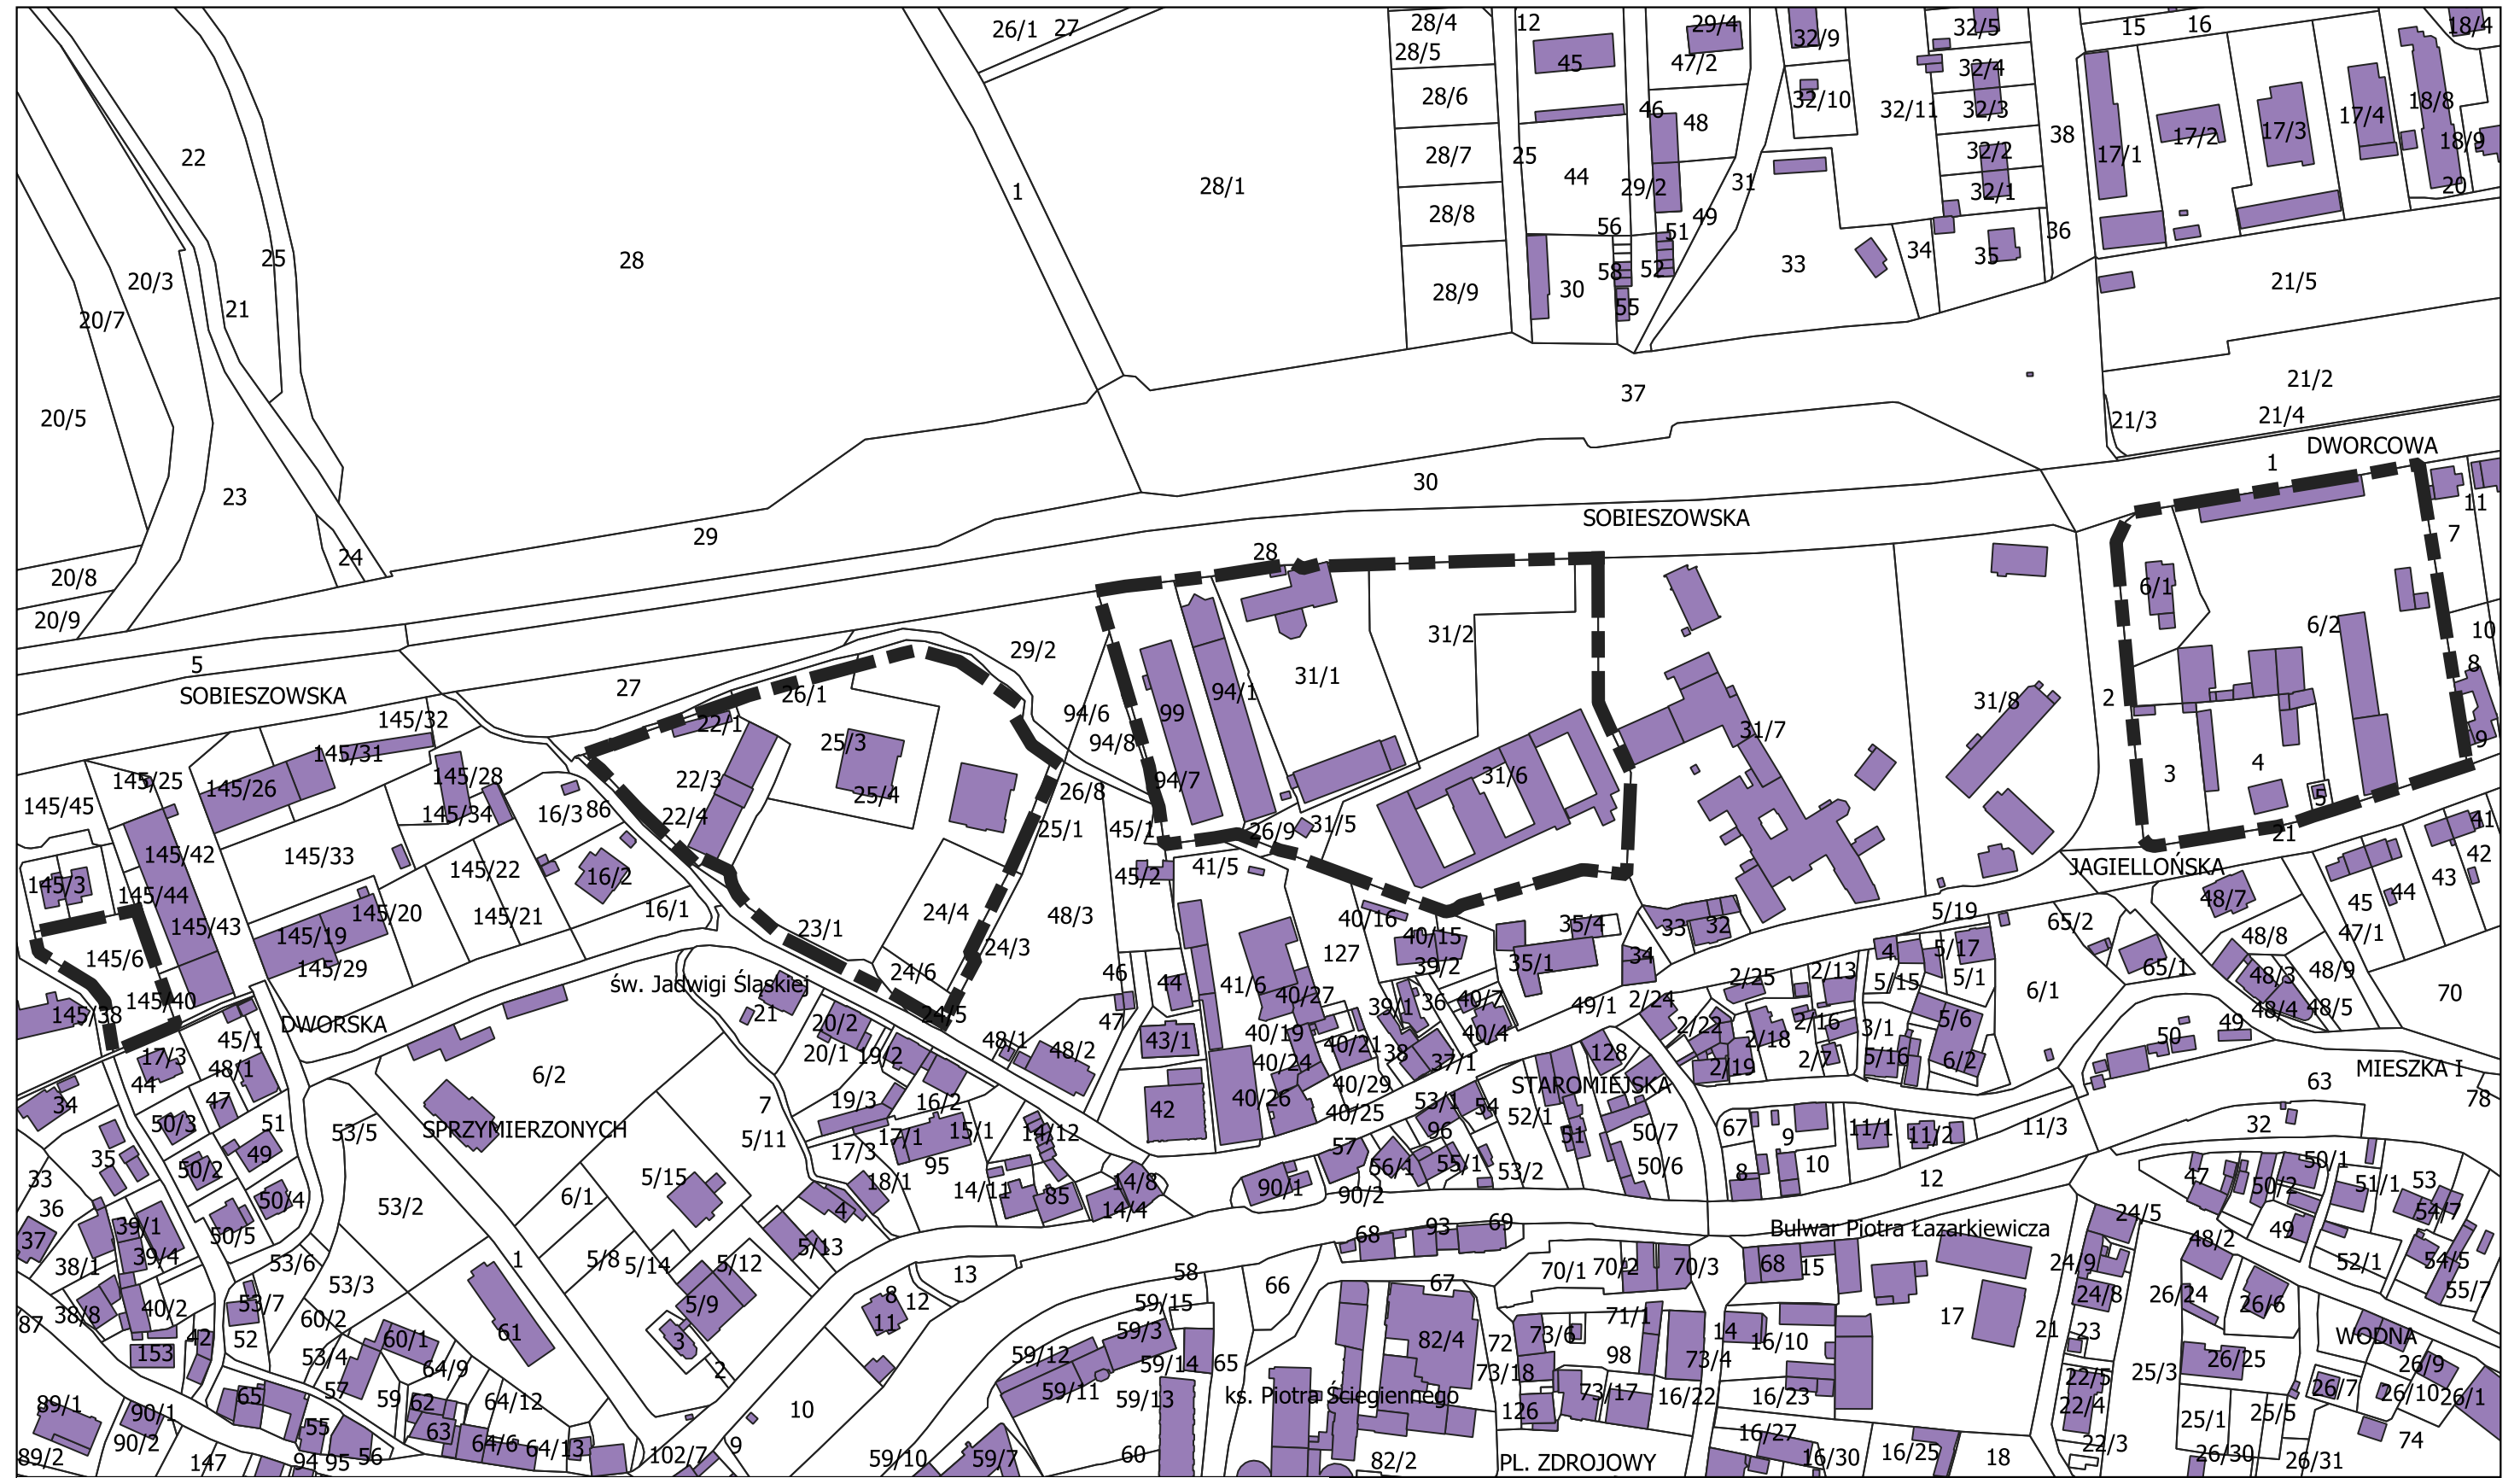 26/1 27 28/4 12 29/4 32/9 32/5 15 16 18/4
28/5 45 47/2 32/4
28/6 46 48 32/10 32/11 32/3 38 17/1 17/2 17/3 17/4 18/8 18/9
22 28/7 25 44 29/2 31 32/2 20
1 28/1 28/8 49 32/1
25 28 56 51 34 36
20/3 58 52 33 35
20/7 21 28/9 30 55 21/5
20/5 37 21/2
21/3 21/4
DWORCOWA
23 30 1
29 SOBIESZOWSKA 11
24 28 7
20/8 6/1
20/9 31/2 6/2 10
5 29/2 8
SOBIESZOWSKA 27 26/1 31/1 94/1 31/8 2
145/32 22/1 94/6 99 31/7 9
145/31 25/3 94/8
145/25 145/28 22/3 94/7 31/6 4
145/45 145/26 145/34 16/3 86 22/4 25/4 26/8 3 5
25/1 45/1 26/9 31/5 21 41
145/42 145/33 41/5 JAGIELLOŃSKA 42
145/3 145/44 145/22 16/2 45/2 43
145/20 145/21 16/1 24/4 48/3 40/16 5/19 48/7 45 44
145/43 145/19 23/1 40/15 35/4 33 32 65/2 47/1
145/6 145/29 24/3 127 39/2 35/1 34 4 5/17 48/8
24/6 46 44 41/6 2/25 2/13 5/15 5/1 65/1 48/3 48/9
145/40 św. Jadwigi Śląskiej 40/27 39/1 36 40/7 49/1 2/24 6/1 70
145/38 21 24/5 47 48/4 48/5
DWORSKA 20/2 48/1 43/1 40/19 40/4 2/22 2/16 5/6 49
17/3 45/1 20/1 19/2 48/2 40/24 40/21 38 37/1 128 2/18 3/1 50
44 48/1 6/2 40/29 2/19 2/7 5/16 6/2 MIESZKA I
34 47 STAROMIEJSKA 63
50/3 51 7 19/3 16/2 42 40/26 40/25 53/1 54 52/1 78
53/5 SPRZYMIERZONYCH 5/11 17/1 15/1 14/12 96 51 50/7 67 9 11/1 11/2 11/3 32
35 49 17/3 95 57
33 50/2 5/15 18/1 14/11 85 14/8 90/1 56/1 55/1 53/2 50/6 8 10 12 47 50/1
36 50/4 53/2 6/1 4 14/4 90/2 50/2 51/1 53
37 39/1 50/5 68 93 69 Bulwar Piotra Łazarkiewicza 24/5 49 54/7
38/1 39/4 53/6 1 5/8 5/14 5/12 5/13 48/2
53/3 13 58 66 67 70/1 70/2 70/3 68 15 24/9 52/1 54/5
87 38/8 40/2 53/7 60/2 5/9 8 12 59/15 24/8 26/24 26/6 55/7
42 52 60/1 61 3 11 59/3 71/1 14 17 21 23 WODNA
153 53/4 64/9 59/12 59/14 65 82/4 72 73/6 98 73/4 16/10 25/3 26/25 26/9
57 59 62 64/12 2 59/11 59/13 ks. Piotra Ściegiennego 73/18 73/17 16/22 16/23 22/5 26/7 26/10 26/1
89/1 90/1 65 10 126 22/4 25/1 25/5
90/2 55 63 64/6 64/13 9 16/27 22/3 74
89/2 147 94 95 56 102/7 59/10 59/7 60 82/2 PL. ZDROJOWY 16/30 16/25 18 26/30 26/31